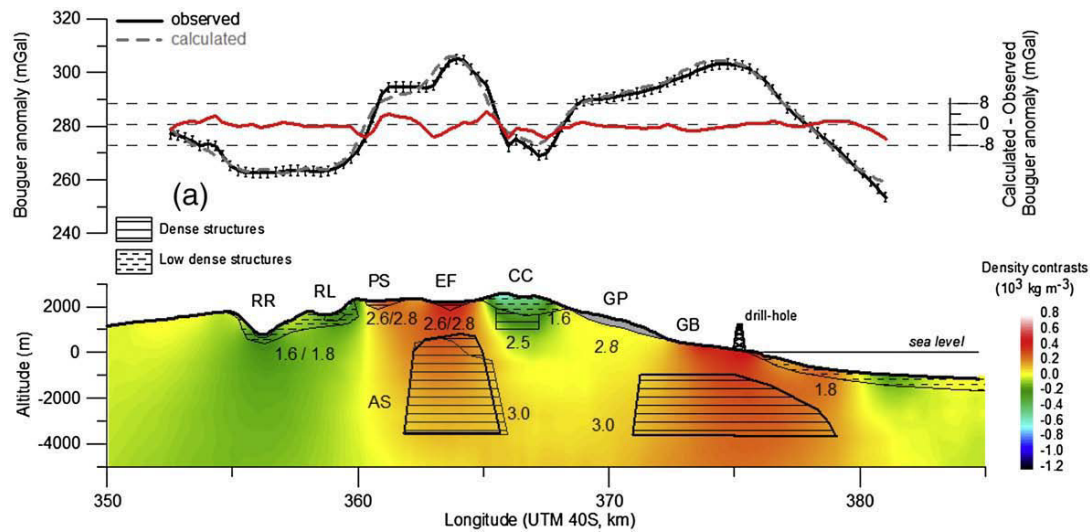 320
300
280
260
240
Bouguer anomaly (mGal)
observed
calculated
(a)
8
0
-8
Calculated - Observed
Bouguer anomaly (mGal)
Dense structures
Low dense structures
RR
RL
PS
EF
CC
GP
GB
drill-hole
sea level
2.6/2.8
2.6/2.8
1.6
2.5
1.6 / 1.8
2.8
1.8
AS
3.0
3.0
2000
0
-2000
-4000
Altitude (m)
350
360
370
380
Longitude (UTM 40S, km)
Density contrasts
(10³ kg m-³)
0.8
0.6
0.4
0.2
0.0
-0.1
-0.2
-0.3
-0.4
-0.6
-0.8
-1.0
-1.2